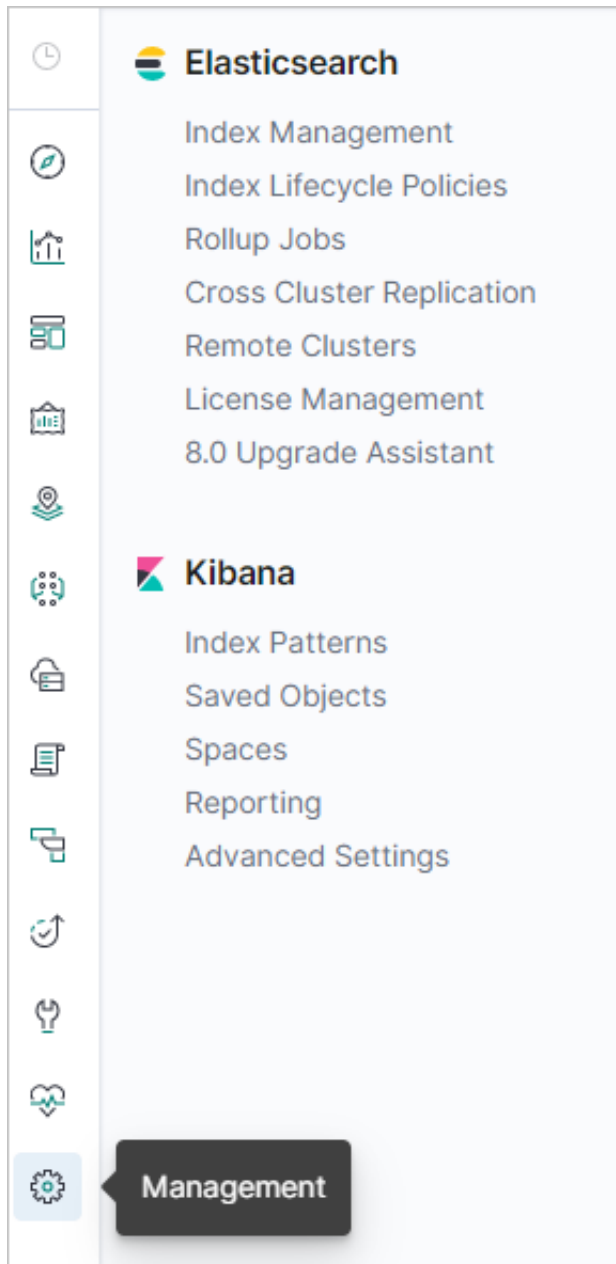 Elasticsearch
Index Management
Index Lifecycle Policies
Rollup Jobs
Cross Cluster Replication
Remote Clusters
License Management
8.0 Upgrade Assistant
Kibana
Index Patterns
Saved Objects
Spaces
Reporting
Advanced Settings
Management